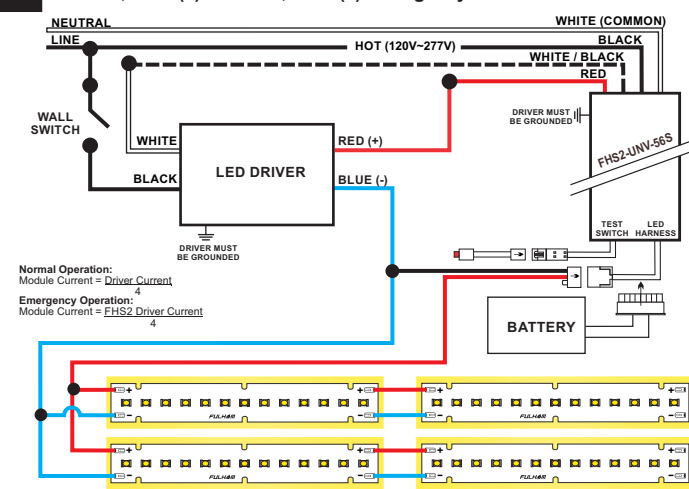 NEUTRAL
WHITE (COMMON)
LINE
HOT (120V~277V)
BLACK
WHITE / BLACK
RED
WALL
SWITCH
DRIVER MUST
BE GROUNDED
FHS2-UNV-56S
WHITE
LED DRIVER
RED (+)
BLACK
BLUE (-)
TEST
SWITCH
LED
HARNESS
DRIVER MUST
BE GROUNDED
Normal Operation:
Module Current = Driver Current
4
Emergency Operation:
Module Current = FHS2 Driver Current
4
BATTERY
+ + + +
FULHAM FULHAM
- - - -
+ + + +
FULHAM FULHAM
- - - -